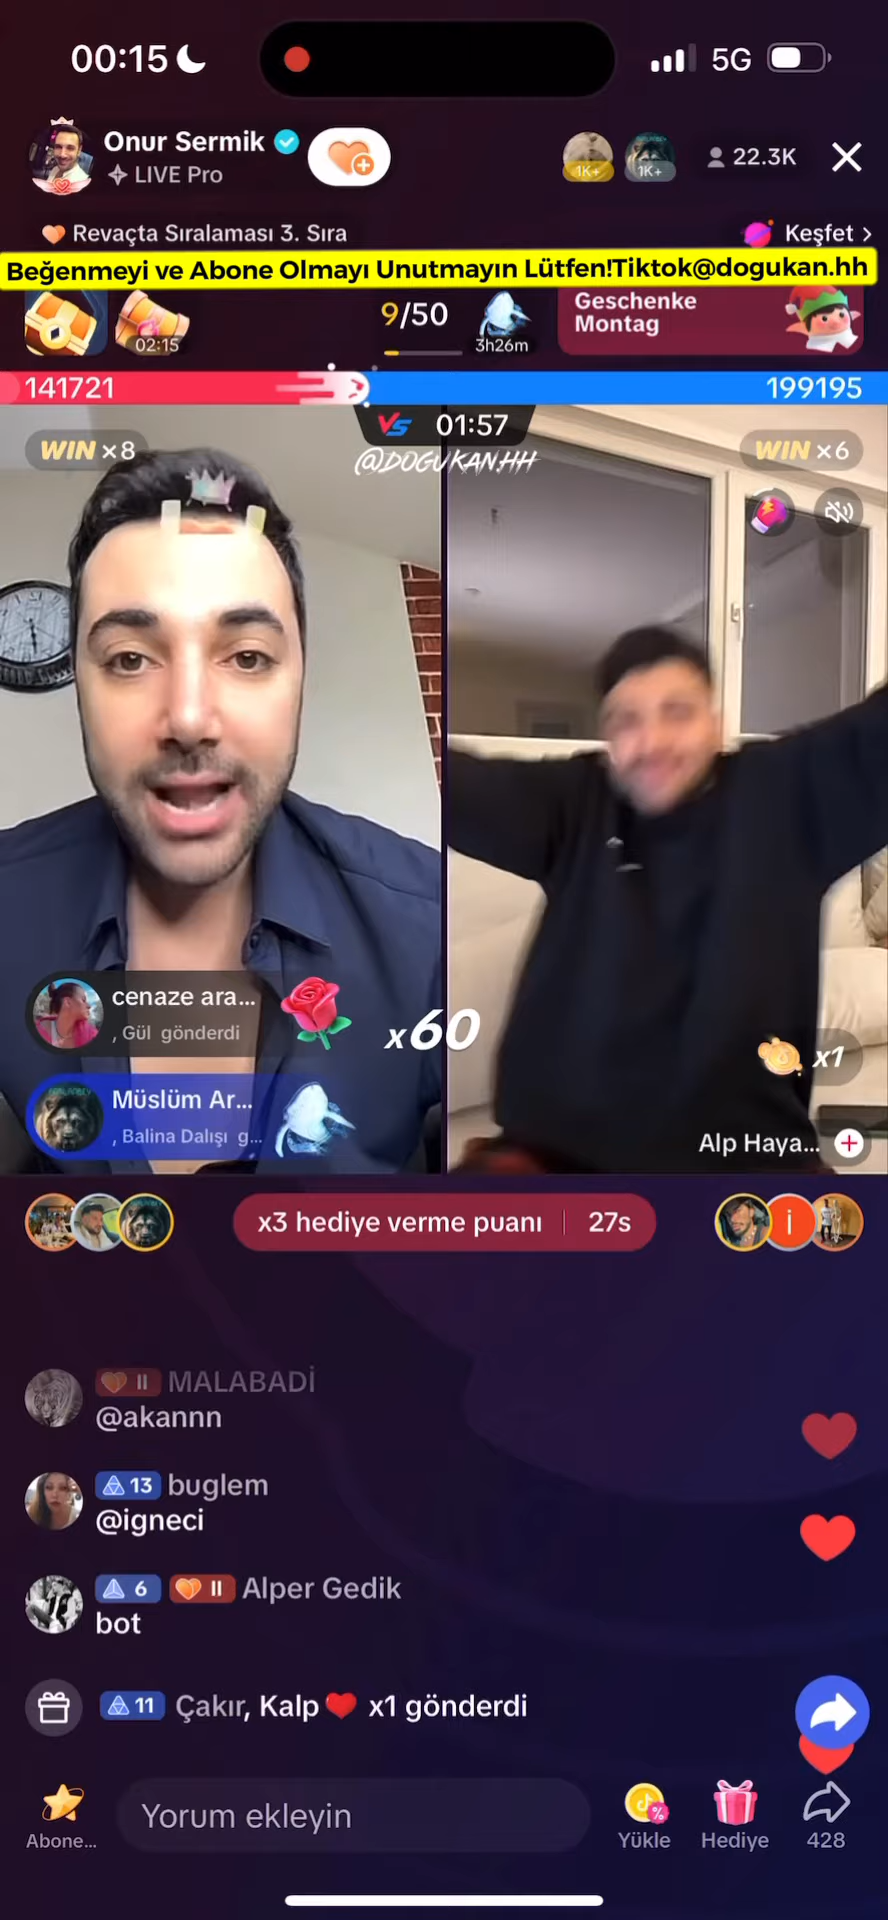 00:15
5G
Onur Sermik
LIVE Pro
1K+
1K+
22.3K
Revaçta Sıralaması 3. Sıra
Keşfet >
Beğenmeyi ve Abone Olmayı Unutmayın Lütfen!Tiktok@dogukan.hh
02:15
9/50
3h26m
Geschenke
Montag
141721
199195
VS 01:57
@DOGUKAN.HH
WIN x8
WIN x6
cenaze ara...
, Gül gönderdi
x60
Müslüm Ar...
, Balina Dalışı g...
x1
Alp Haya...
x3 hediye verme puanı
27s
i
II MALABADİ
@akannn
13 buglem
@igneci
6 II Alper Gedik
bot
11 Çakır, Kalp x1 gönderdi
Abone...
Yorum ekleyin
Yükle
Hediye
428